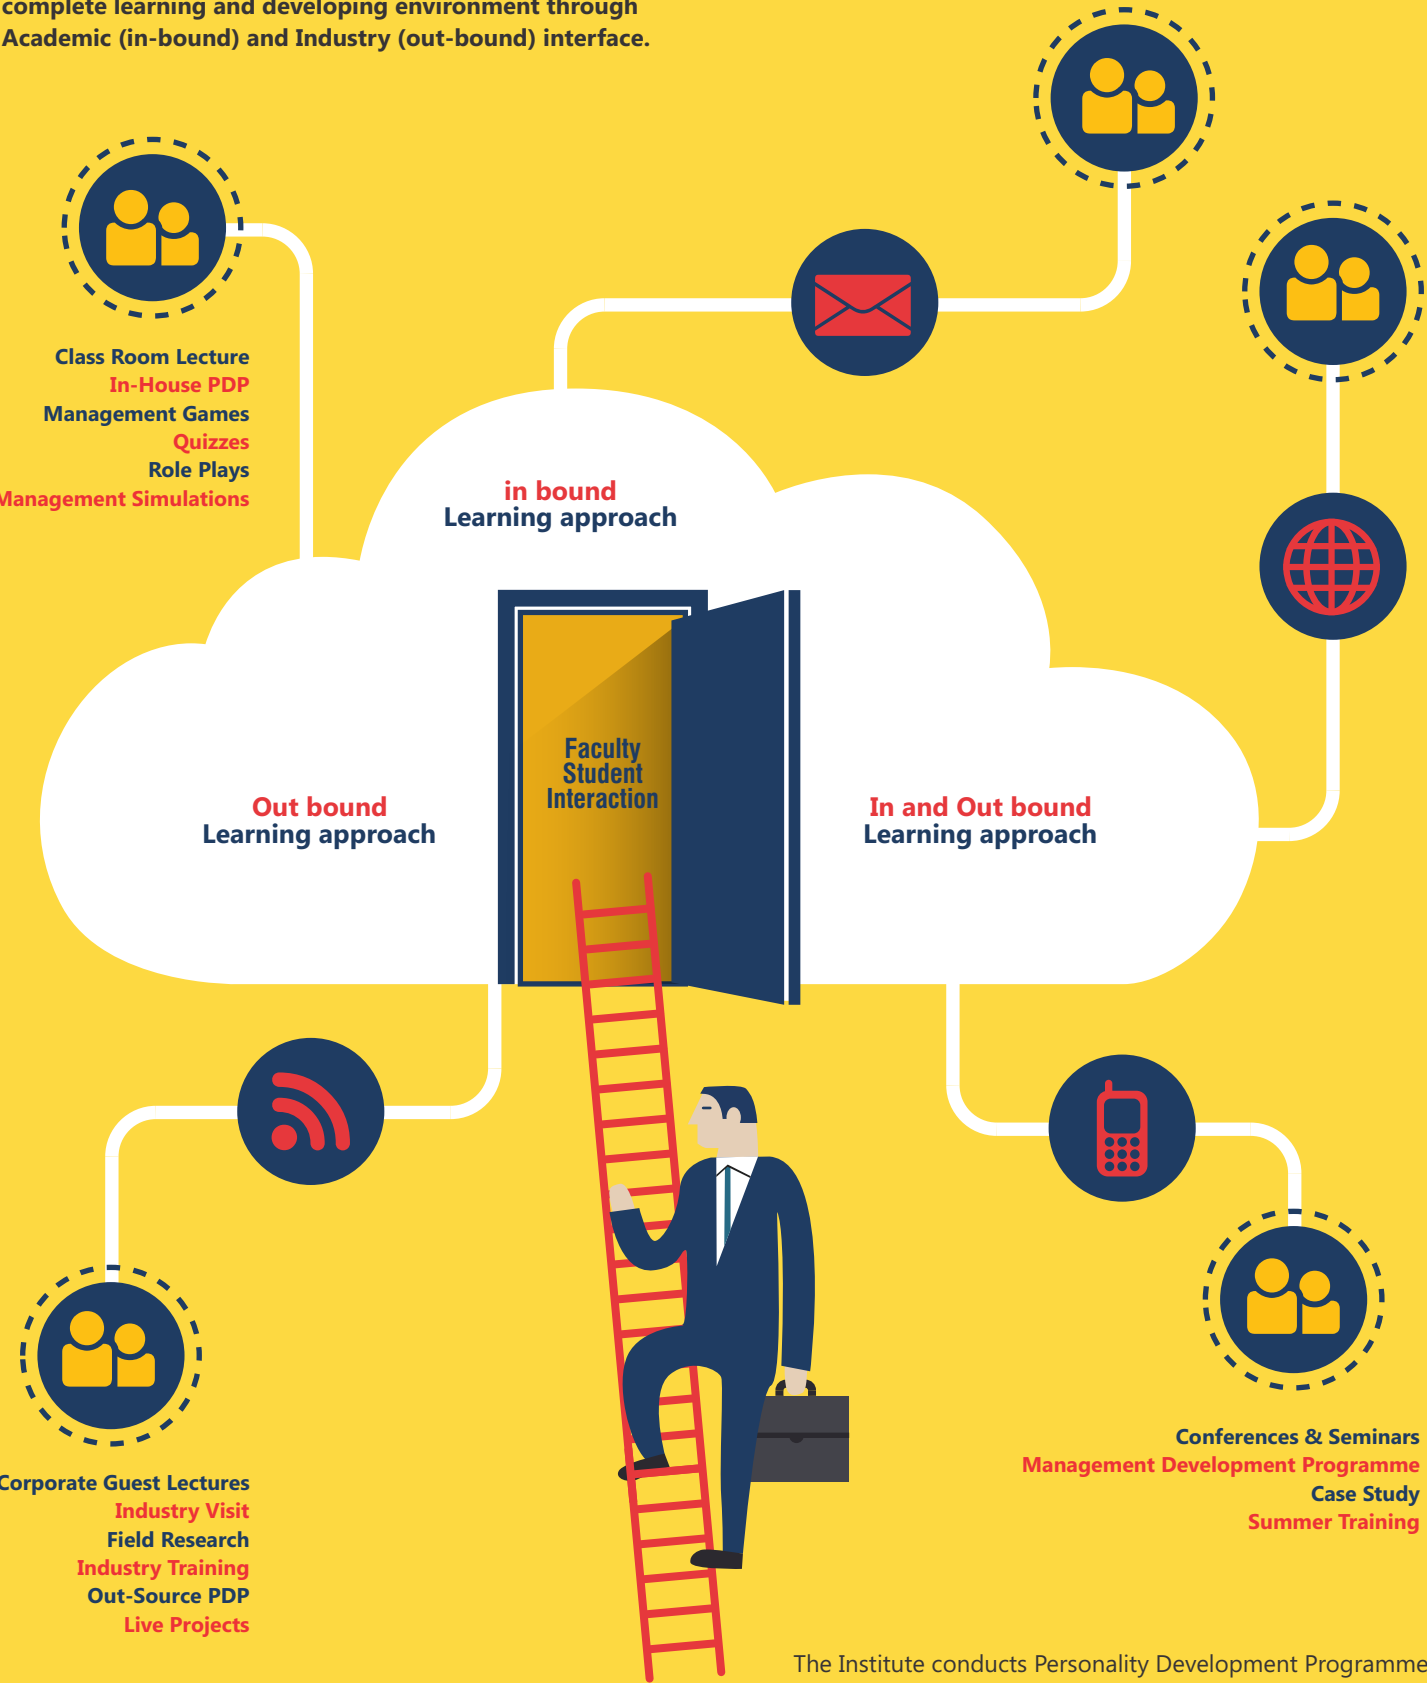 complete learning and developing environment through
Academic (in-bound) and Industry (out-bound) interface.
Class Room Lecture
In-House PDP
Management Games
Quizzes
Role Plays
Management Simulations
in bound
Learning approach
Faculty
Student
Interaction
Out bound
Learning approach
In and Out bound
Learning approach
Corporate Guest Lectures
Industry Visit
Field Research
Industry Training
Out-Source PDP
Live Projects
Conferences & Seminars
Management Development Programme
Case Study
Summer Training
The Institute conducts Personality Development Programme